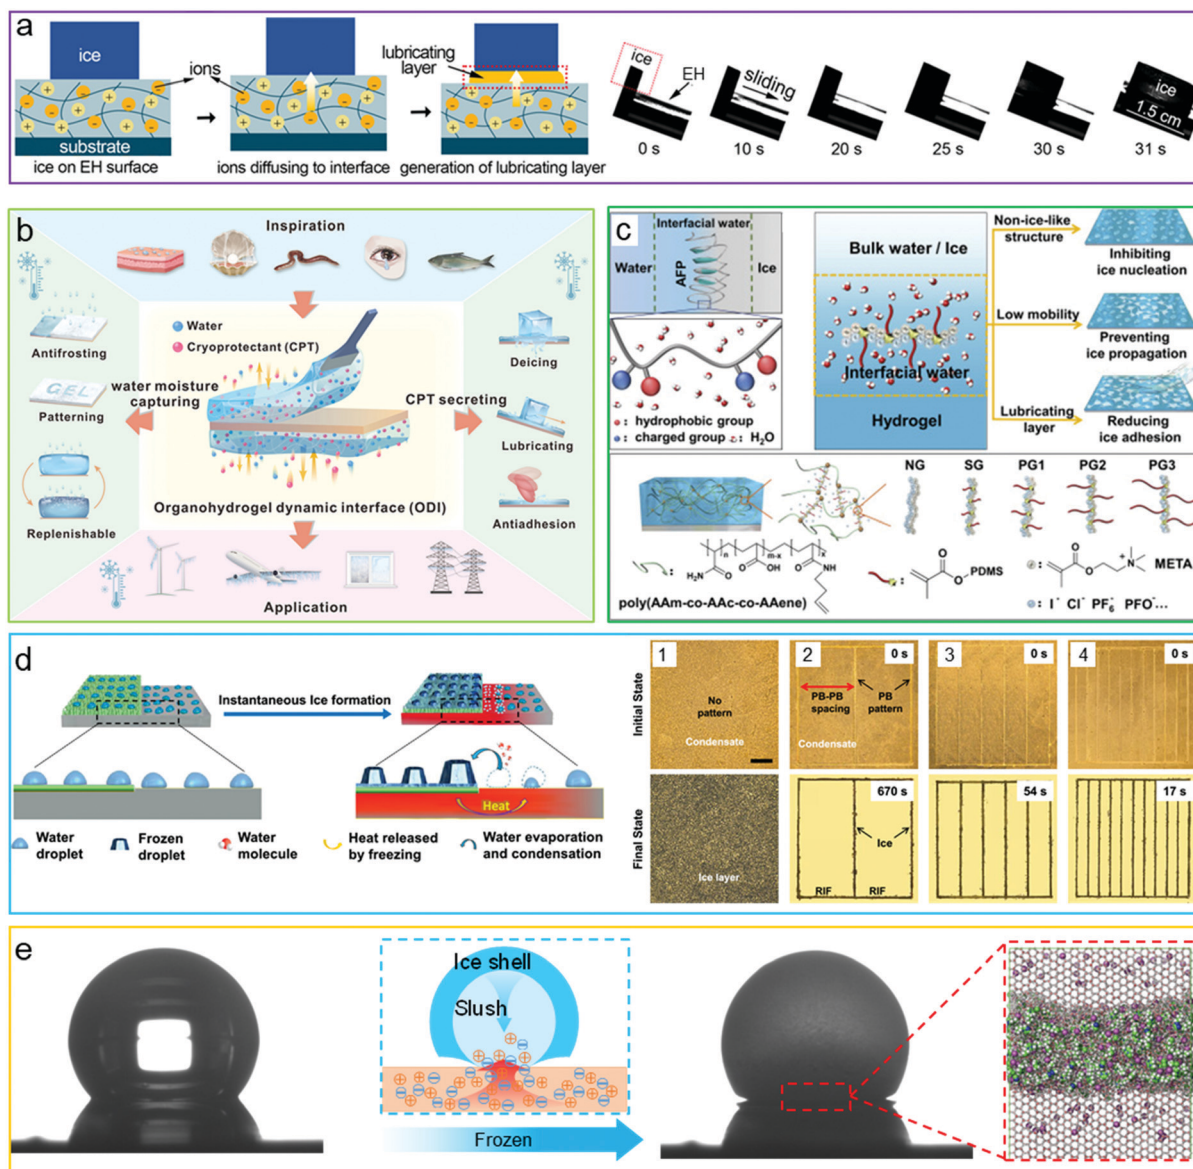 a
ice
ions
substrate
ice on EH surface
ions diffusing to interface
lubricating
layer
generation of lubricating layer
ice
EH
sliding
ice
1.5 cm
0 s
10 s
20 s
25 s
30 s
31 s
b
Inspiration
Water
Cryoprotectant (CPT)
Antifrosting
Patterning
GEL
Replenishable
water moisture
capturing
CPT secreting
Deicing
Lubricating
Antiadhesion
Organohydrogel dynamic interface (ODI)
Application
c
Interfacial water
Water
AFP
Ice
: hydrophobic group
: charged group
: H₂O
Bulk water / Ice
Interfacial water
Hydrogel
Non-ice-like
structure
Inhibiting
ice nucleation
Low mobility
Preventing
ice propagation
Lubricating
layer
Reducing
ice adhesion
NG
SG
PG1
PG2
PG3
n
m-x
x
H₂N
O
O
OH
O
NH
poly(AAm-co-AAc-co-AAene)
:
O
O
PDMS
:
O
O
N
+
META
: I⁻ Cl⁻ PF₆⁻ PFO⁻...
d
Instantaneous Ice formation
Heat
Water
droplet
Frozen
droplet
Water
molecule
Heat released
by freezing
Water evaporation
and condensation
Initial State
1
No
pattern
Condensate
2
0 s
PB-PB
spacing
PB
pattern
Condensate
3
0 s
4
0 s
Final State
Ice layer
670 s
Ice
RIF
RIF
54 s
17 s
e
Ice shell
Slush
Frozen